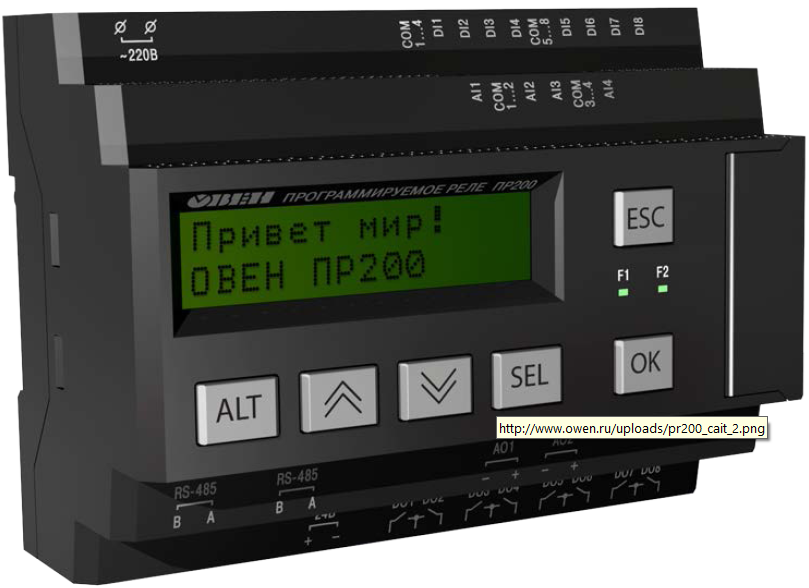 ~220В
COM 1...4 DI1 DI2 DI3 DI4 COM 5...8 DI5 DI6 DI7 DI8
AI1 COM 1...2 AI2 AI3 COM 3...4 AI4
ОВЕН ПРОГРАММИРУЕМОЕ РЕЛЕ ПР200
Привет мир!
ОВЕН ПР200
ESC
F1 F2
ALT SEL OK
http://www.owen.ru/uploads/pr200_cait_2.png
RS-485 RS-485 AO1 AO2
B A B A - + - +
24В DO1 DO2 DO3 DO4 DO5 DO6 DO7 DO8
+ -